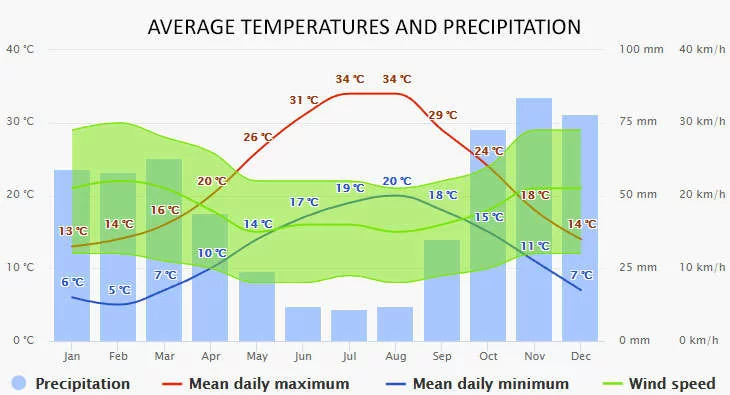 AVERAGE TEMPERATURES AND PRECIPITATION
40 °C 100 mm 40 km/h
34 °C 34 °C
31 °C
29 °C
30 °C 75 mm 30 km/h
26 °C
24 °C
20 °C 20 °C
19 °C
20 °C 50 mm 20 km/h
18 °C 18 °C
17 °C
16 °C
15 °C
14 °C 14 °C 14 °C
13 °C
11 °C
10 °C
10 °C 25 mm 10 km/h
7 °C 7 °C
6 °C
5 °C
0 °C 0 mm 0 km/h
Jan Feb Mar Apr May Jun Jul Aug Sep Oct Nov Dec
Precipitation Mean daily maximum Mean daily minimum Wind speed